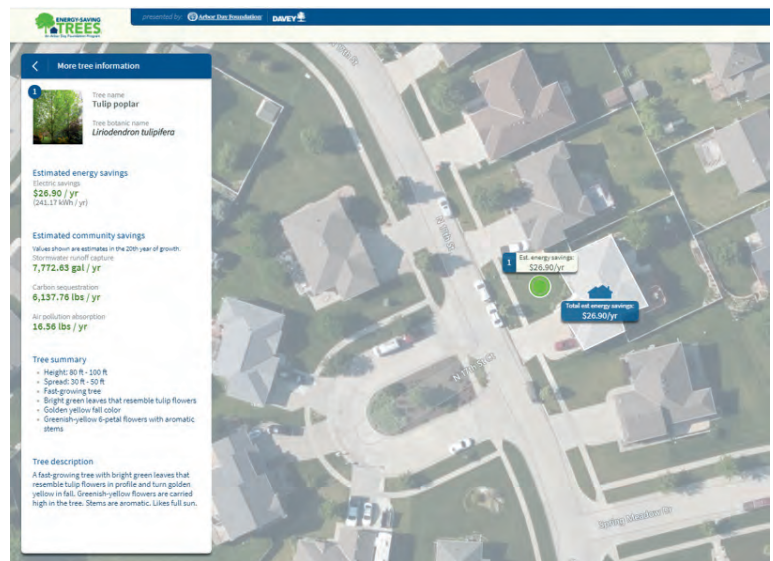 ENERGY-SAVING
TREES
An Arbor Day Foundation Program
presented by Arbor Day Foundation DAVEY
More tree information
1
Tree name
Tulip poplar
Tree botanic name
Liriodendron tulipifera
Estimated energy savings
Electric savings
$26.90 / yr
(241.17 kWh / yr)
Estimated community savings
Values shown are estimates in the 20th year of growth.
Stormwater runoff capture
7,772.63 gal / yr
Carbon sequestration
6,137.76 lbs / yr
Air pollution absorption
16.56 lbs / yr
Tree summary
Height: 80 ft - 100 ft
Spread: 30 ft - 50 ft
Fast-growing tree
Bright green leaves that resemble tulip flowers
Golden yellow fall color
Greenish-yellow 6-petal flowers with aromatic
stems
Tree description
A fast-growing tree with bright green leaves that
resemble tulip flowers in profile and turn golden
yellow in fall. Greenish-yellow flowers are carried
high in the tree. Stems are aromatic. Likes full sun.
1
Est. energy savings:
$26.90/yr
Total est energy savings:
$26.90/yr
Spring Meadow Dr